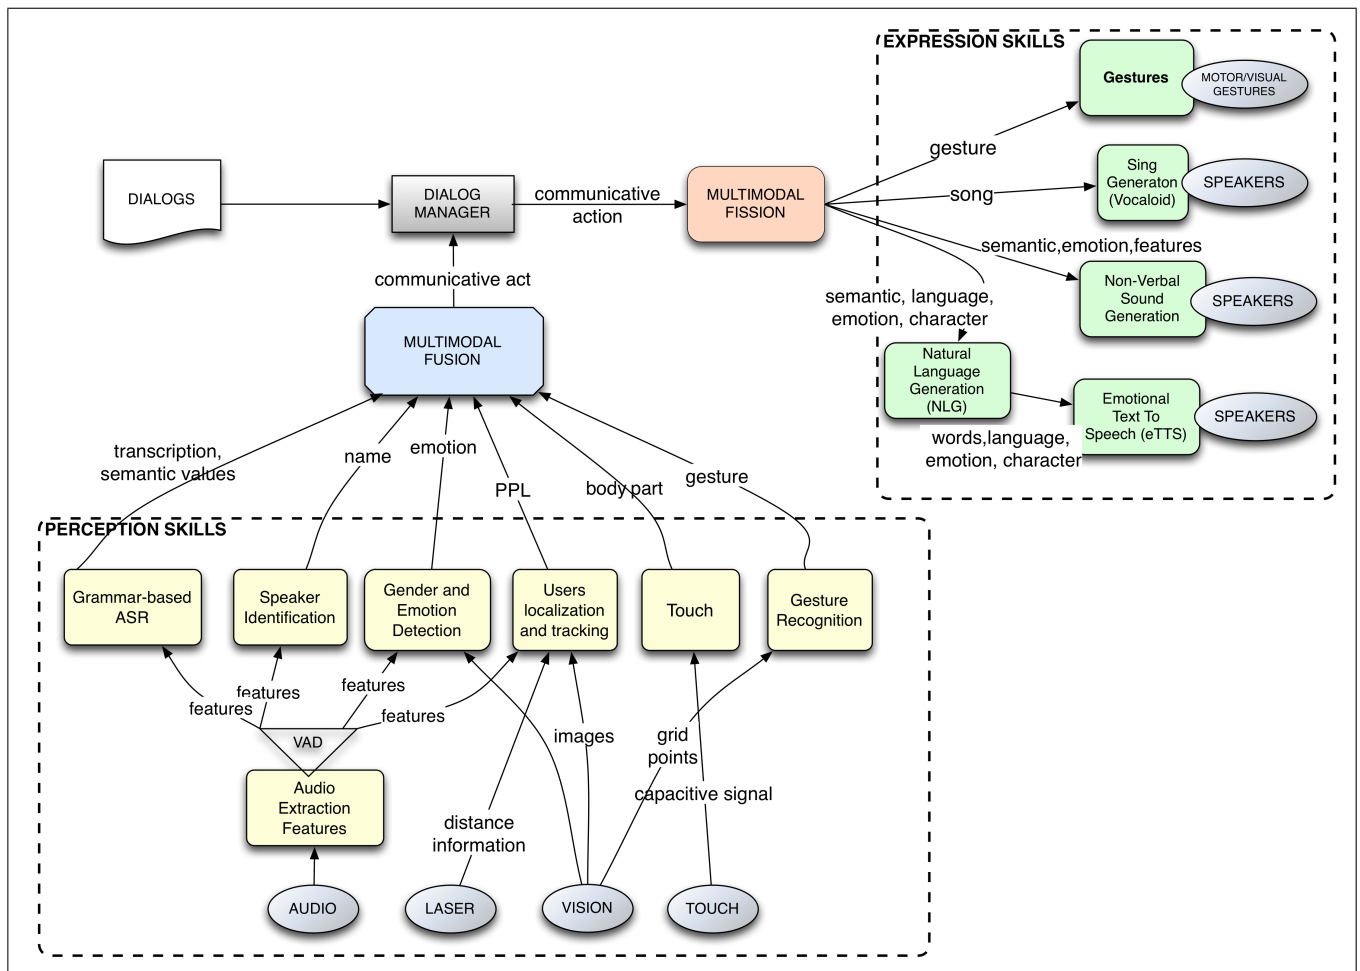 EXPRESSION SKILLS
Gestures
MOTOR/VISUAL
GESTURES
gesture
Sing
Generaton
(Vocaloid)
SPEAKERS
song
DIALOGS
DIALOG
MANAGER
communicative
action
MULTIMODAL
FISSION
semantic,emotion,features
Non-Verbal
Sound
Generation
SPEAKERS
communicative act
semantic, language,
emotion, character
MULTIMODAL
FUSION
Natural
Language
Generation
(NLG)
Emotional
Text To
Speech (eTTS)
SPEAKERS
words,language,
emotion, character
transcription,
semantic values
name
emotion
PPL
body part
gesture
PERCEPTION SKILLS
Grammar-based
ASR
Speaker
Identification
Gender and
Emotion
Detection
Users
localization
and tracking
Touch
Gesture
Recognition
features
features
features
features
VAD
images
grid
points
capacitive signal
Audio
Extraction
Features
distance
information
AUDIO
LASER
VISION
TOUCH